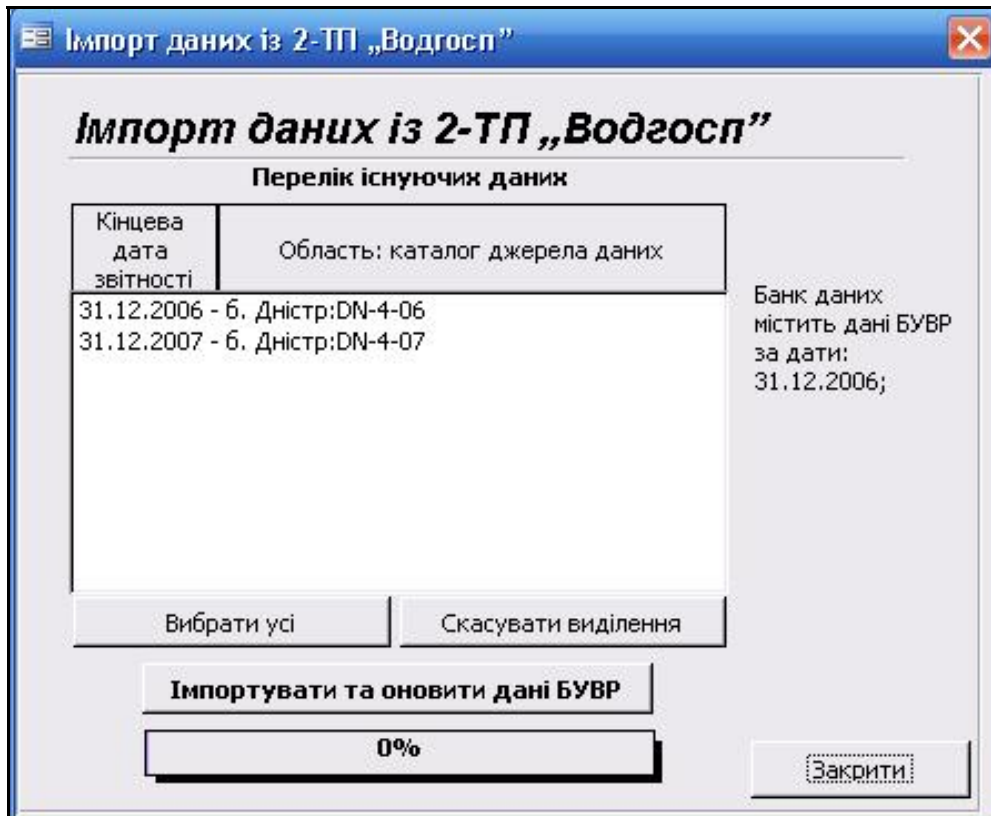 Імпорт даних із 2-ТП „Водгосп”
Імпорт даних із 2-ТП „Водгосп”
Перелік існуючих даних
Кінцева
дата
звітності
Область: каталог джерела даних
31.12.2006 - б. Дністр:DN-4-06
31.12.2007 - б. Дністр:DN-4-07
Банк даних
містить дані БУВР
за дати:
31.12.2006;
Вибрати усі
Скасувати виділення
Імпортувати та оновити дані БУВР
0%
Закрити